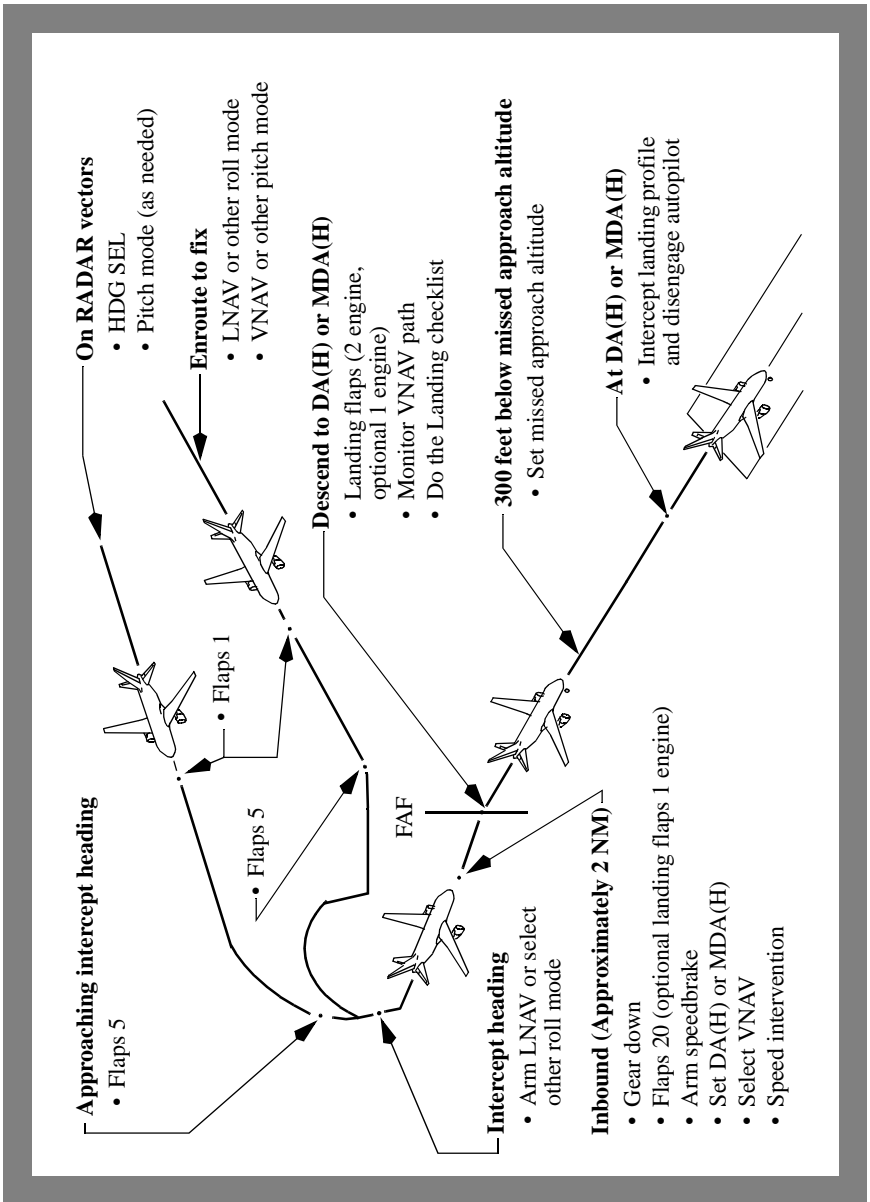 Approaching intercept heading
• Flaps 5
On RADAR vectors
• HDG SEL
• Pitch mode (as needed)
• Flaps 1
Enroute to fix
• LNAV or other roll mode
• VNAV or other pitch mode
• Flaps 5
Intercept heading
• Arm LNAV or select
other roll mode
FAF
Descend to DA(H) or MDA(H)
• Landing flaps (2 engine,
optional 1 engine)
• Monitor VNAV path
• Do the Landing checklist
Inbound (Approximately 2 NM)
• Gear down
• Flaps 20 (optional landing flaps 1 engine)
• Arm speedbrake
• Set DA(H) or MDA(H)
• Select VNAV
• Speed intervention
300 feet below missed approach altitude
• Set missed approach altitude
At DA(H) or MDA(H)
• Intercept landing profile
and disengage autopilot